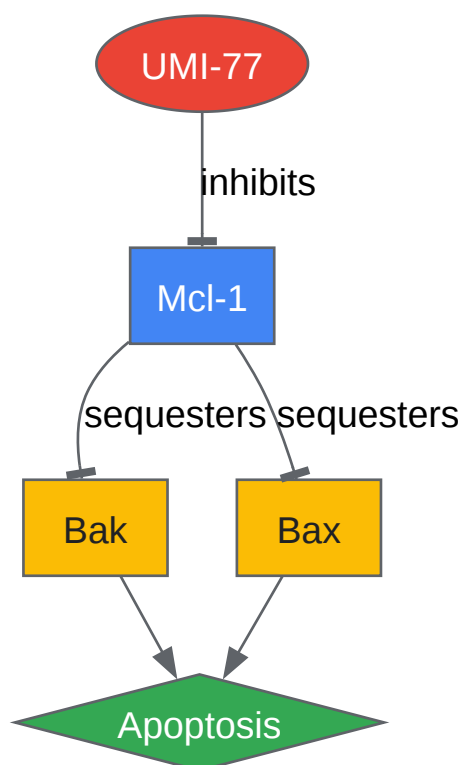 UMI-77
inhibits
Mcl-1
sequesters sequesters
Bak Bax
Apoptosis